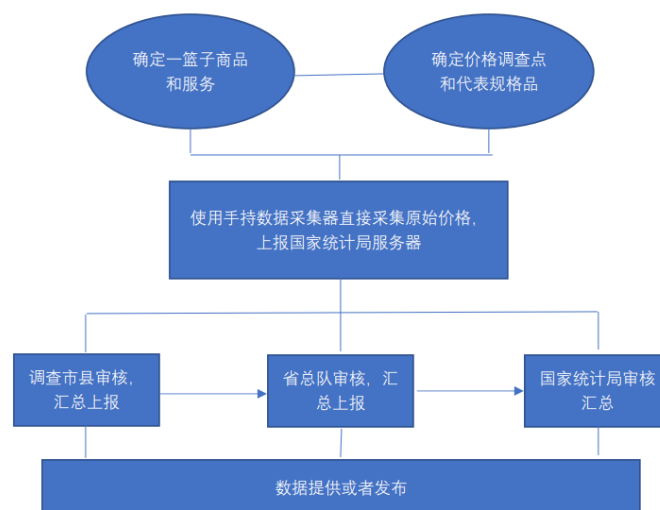 确定一篮子商品
和服务
确定价格调查点
和代表规格品
使用手持数据采集器直接采集原始价格，
上报国家统计局服务器
调查市县审核，
汇总上报
省总队审核，汇
总上报
国家统计局审核
汇总
数据提供或者发布